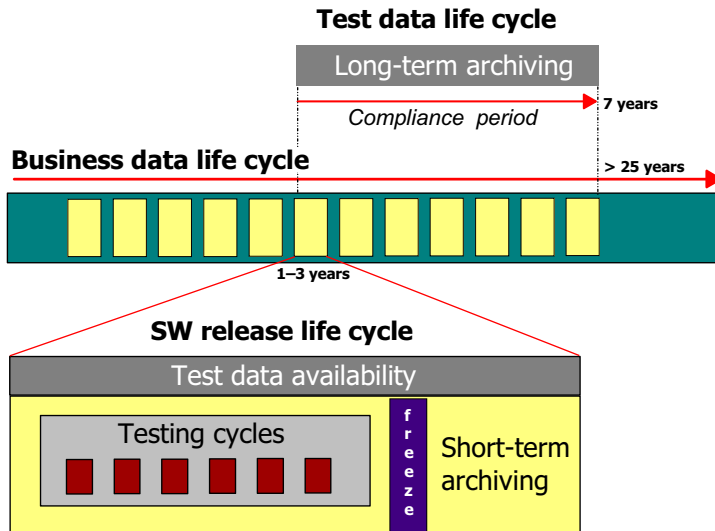 Test data life cycle
Long-term archiving
7 years
Compliance period
Business data life cycle
> 25 years
1–3 years
SW release life cycle
Test data availability
Testing cycles
freeze
Short-term
archiving